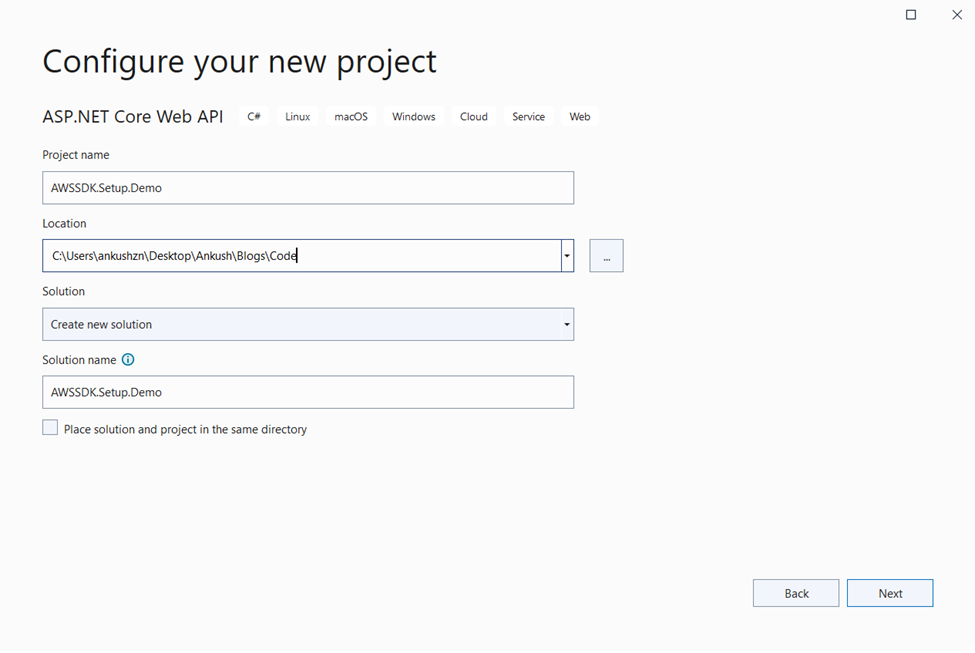 Configure your new project
ASP.NET Core Web API C# Linux macOS Windows Cloud Service Web
Project name
AWSSDK.Setup.Demo
Location
C:\Users\ankushzn\Desktop\Ankush\Blogs\Code
...
Solution
Create new solution
Solution name
AWSSDK.Setup.Demo
Place solution and project in the same directory
Back Next